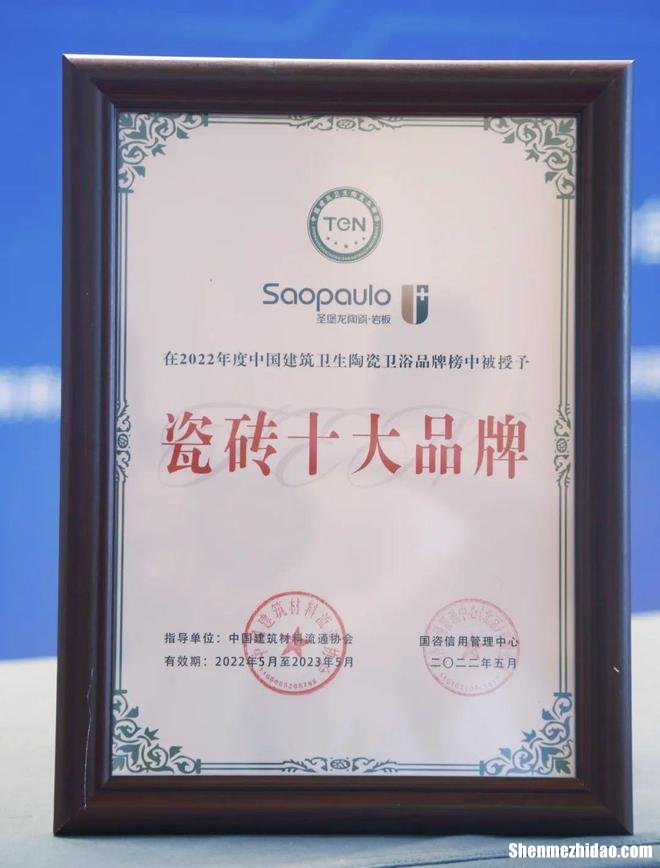 TeN
Saopaulo
圣堡龙陶瓷·岩板
在2022年度中国建筑卫生陶瓷卫浴品牌榜中被授予
瓷砖十大品牌
指导单位：中国建筑材料流通协会
国咨信用管理中心
有效期：2022年5月至2023年5月
二〇二二年五月
Shenmezhidao.com